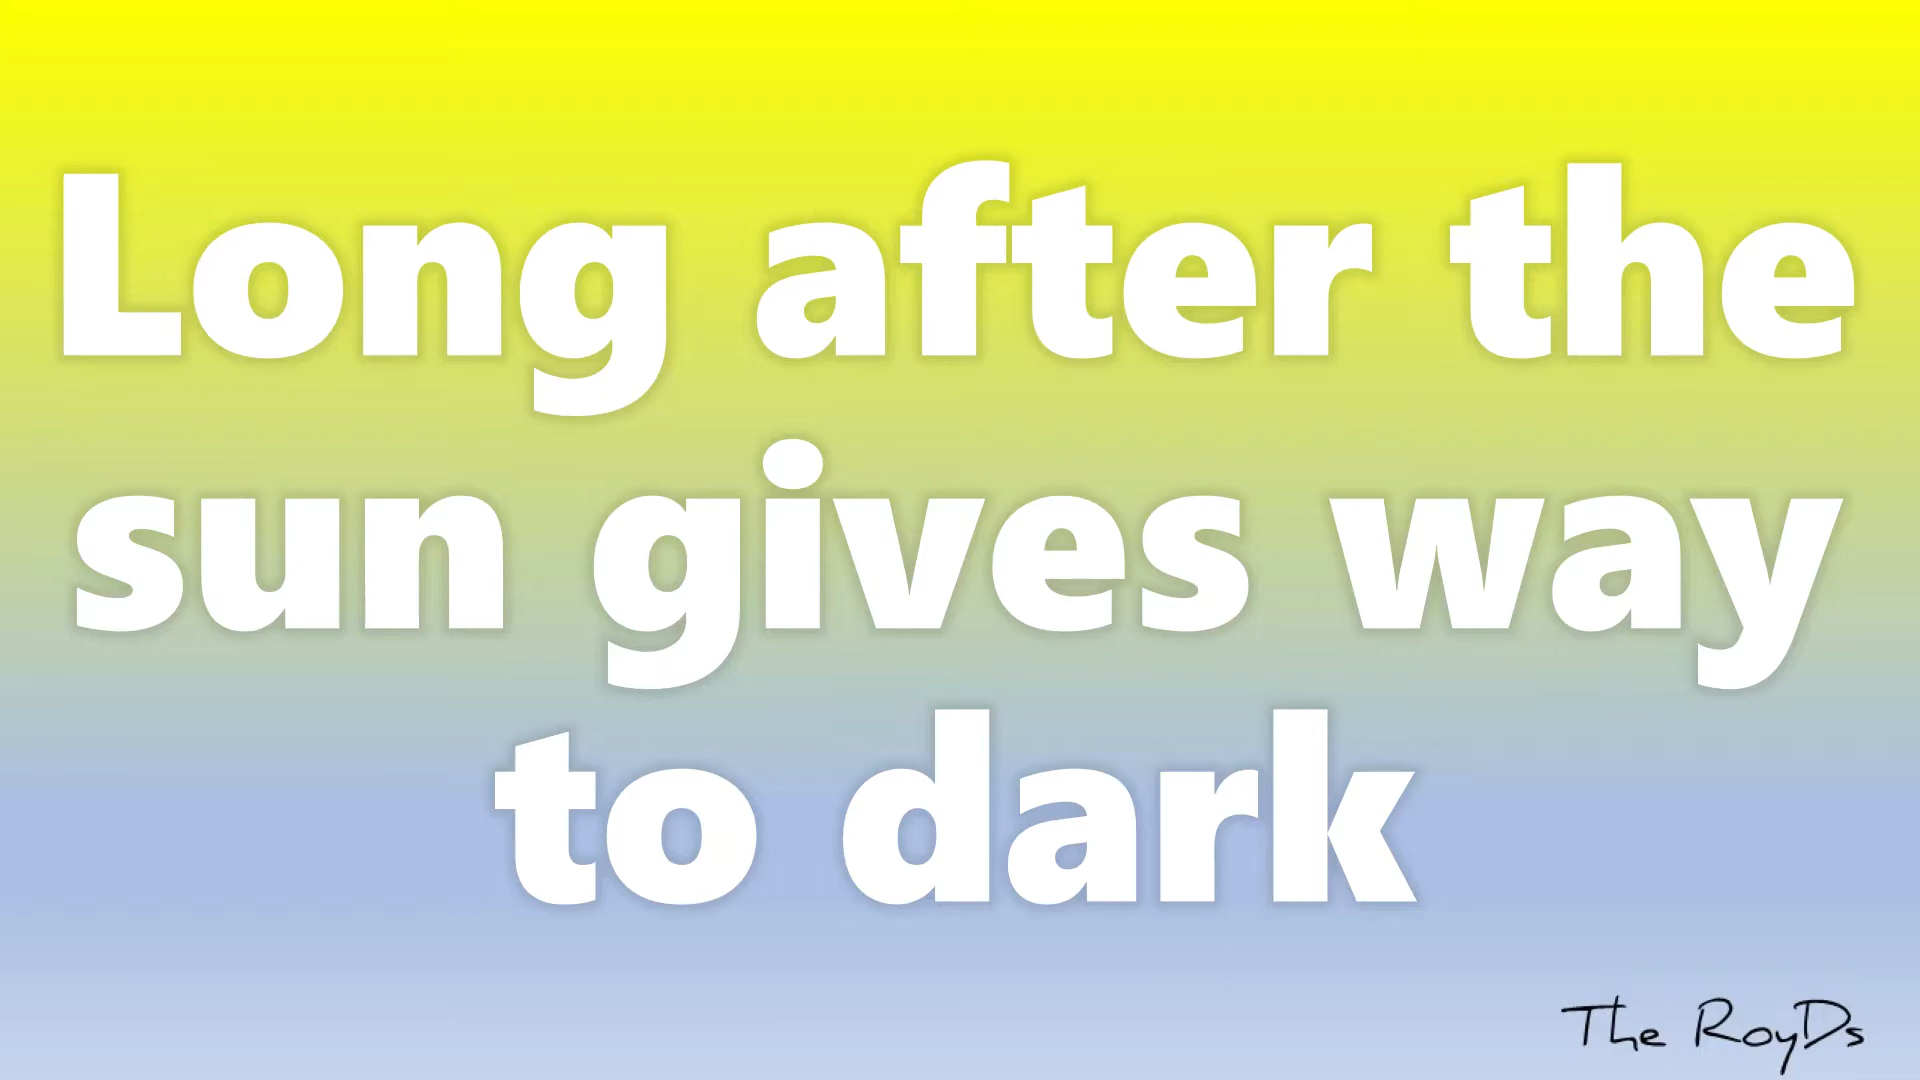 Long after the
sun gives way
to dark
The RoyDs